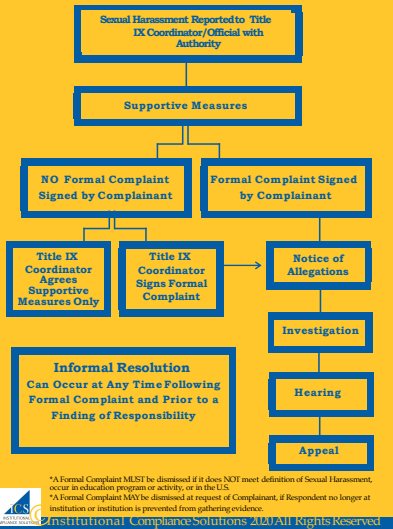 Sexual Harassment Reported to Title
IX Coordinator/Official with
Authority
Supportive Measures
NO Formal Complaint
Signed by Complainant
Formal Complaint Signed
by Complainant
Title IX
Coordinator
Agrees
Supportive
Measures Only
Title IX
Coordinator
Signs Formal
Complaint
Notice of
Allegations
Investigation
Informal Resolution
Can Occur at Any Time Following
Formal Complaint and Prior to a
Finding of Responsibility
Hearing
Appeal
*A Formal Complaint MUST be dismissed if it does NOT meet definition of Sexual Harassment,
occur in education program or activity, or in the U.S.
*A Formal Complaint MAY be dismissed at request of Complainant, if Respondent no longer at
institution or institution is prevented from gathering evidence.
ICS
INSTITUTIONAL
COMPLIANCE SOLUTIONS
©Institutional Compliance Solutions 2020 All Rights Reserved